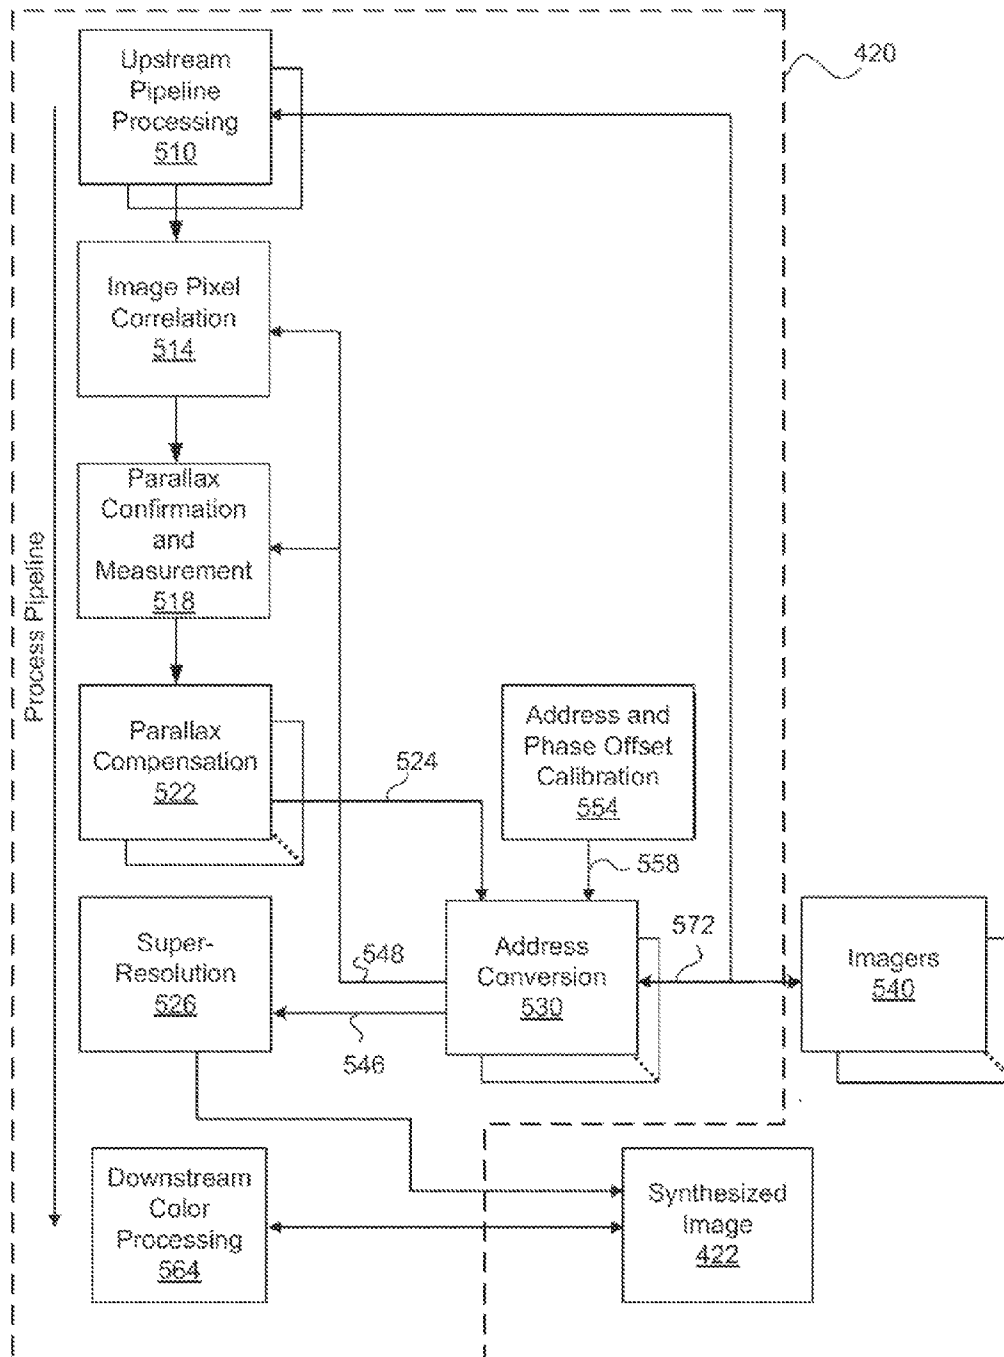 Upstream
Pipeline
Processing
510
420
Image Pixel
Correlation
514
Parallax
Confirmation
and
Measurement
518
Process Pipeline
Parallax
Compensation
522
524
Address and
Phase Offset
Calibration
554
558
Super-
Resolution
526
548
546
Address
Conversion
530
572
Imagers
540
Downstream
Color
Processing
564
Synthesized
Image
422